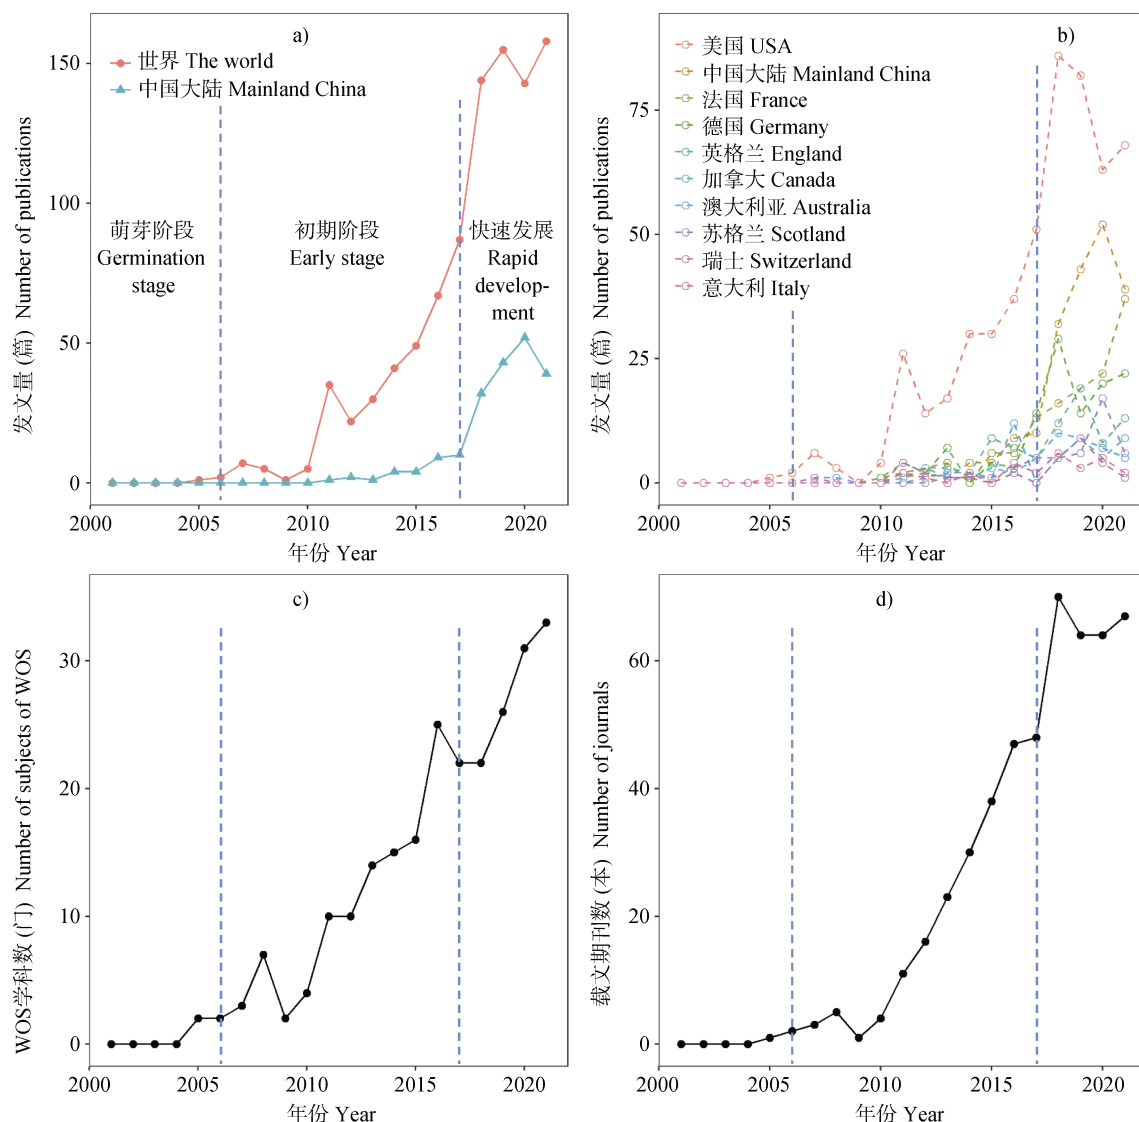 a)
世界 The world
中国大陆 Mainland China
萌芽阶段
Germination
stage
初期阶段
Early stage
快速发展
Rapid
develop-
ment
发文量 (篇) Number of publications
150
100
50
0
2000
2005
2010
2015
2020
年份 Year
b)
美国 USA
中国大陆 Mainland China
法国 France
德国 Germany
英格兰 England
加拿大 Canada
澳大利亚 Australia
苏格兰 Scotland
瑞士 Switzerland
意大利 Italy
发文量 (篇) Number of publications
75
50
25
0
2000
2005
2010
2015
2020
年份 Year
c)
WOS学科数 (门) Number of subjects of WOS
30
20
10
0
2000
2005
2010
2015
2020
年份 Year
d)
载文期刊数 (本) Number of journals
60
40
20
0
2000
2005
2010
2015
2020
年份 Year